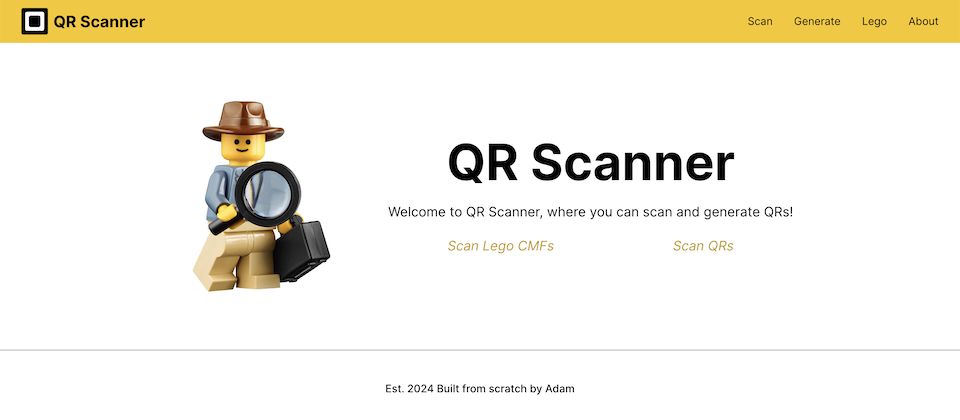 QR Scanner
Scan
Generate
Lego
About
QR Scanner
Welcome to QR Scanner, where you can scan and generate QRs!
Scan Lego CMFs
Scan QRs
Est. 2024 Built from scratch by Adam